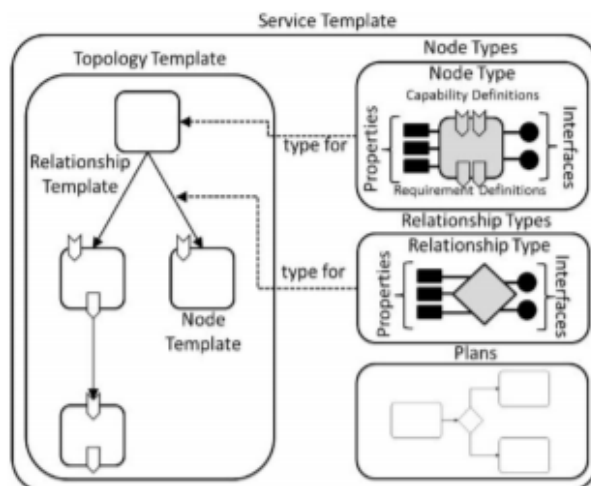 Service Template
Topology Template
Relationship
Template
Node
Template
type for
type for
Node Types
Node Type
Capability Definitions
Properties
Interfaces
Requirement Definitions
Relationship Types
Relationship Type
Properties
Interfaces
Plans